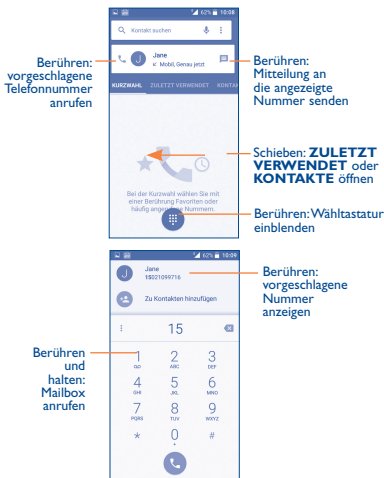 62% 10:08
Kontakt suchen
Berühren:
vorgeschlagene
Telefonnummer
anrufen
J
Jane
Mobil, Genau jetzt
Berühren:
Mitteilung an
die angezeigte
Nummer senden
KURZWAHL ZULETZT VERWENDET KONTAK
Schieben: ZULETZT
VERWENDET oder
KONTAKTE öffnen
Bei der Kurzwahl wählen Sie mit
einer Berührung Favoriten oder
häufig angerufene Nummern.
Berühren: Wähltastatur
einblenden
62% 10:09
J
Jane
15021099716
Zu Kontakten hinzufügen
Berühren:
vorgeschlagene
Nummer
anzeigen
15
Berühren
und
halten:
Mailbox
anrufen
1 2 3
ABC DEF
4 5 6
GHI JKL MNO
7 8 9
PQRS TUV WXYZ
* 0 #
+